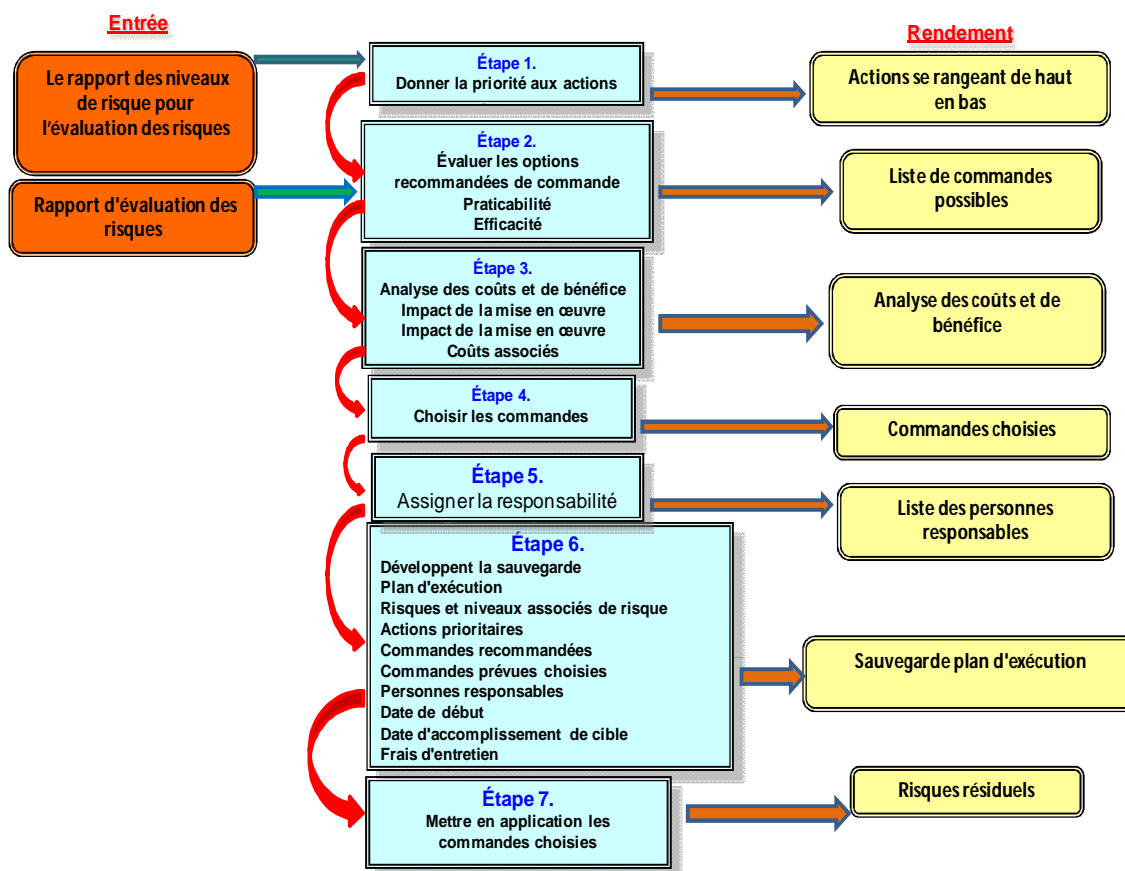 Entrée
Le rapport des niveaux
de risque pour
l'évaluation des risques
Rapport d'évaluation des
risques
Étape 1.
Donner la priorité aux actions
Étape 2.
Évaluer les options
recommandées de commande
Praticabilité
Efficacité
Étape 3.
Analyse des coûts et de bénéfice
Impact de la mise en œuvre
Impact de la mise en œuvre
Coûts associés
Étape 4.
Choisir les commandes
Étape 5.
Assigner la responsabilité
Étape 6.
Développent la sauvegarde
Plan d'exécution
Risques et niveaux associés de risque
Actions prioritaires
Commandes recommandées
Commandes prévues choisies
Personnes responsables
Date de début
Date d'accomplissement de cible
Frais d'entretien
Étape 7.
Mettre en application les
commandes choisies
Rendement
Actions se rangeant de haut
en bas
Liste de commandes
possibles
Analyse des coûts et de
bénéfice
Commandes choisies
Liste des personnes
responsables
Sauvegarde plan d'exécution
Risques résiduels